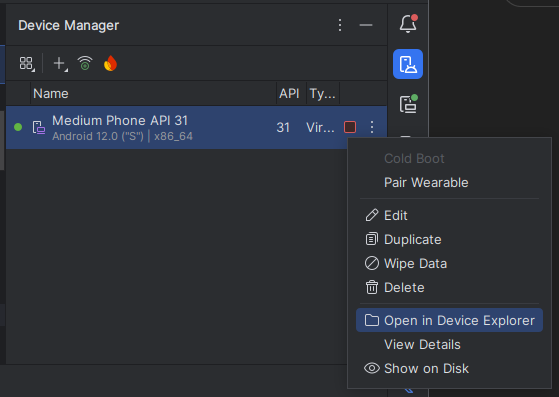 Device Manager
Name API Ty...
Medium Phone API 31
Android 12.0 ("S") | x86_64
31 Vir...
Cold Boot
Pair Wearable
Edit
Duplicate
Wipe Data
Delete
Open in Device Explorer
View Details
Show on Disk